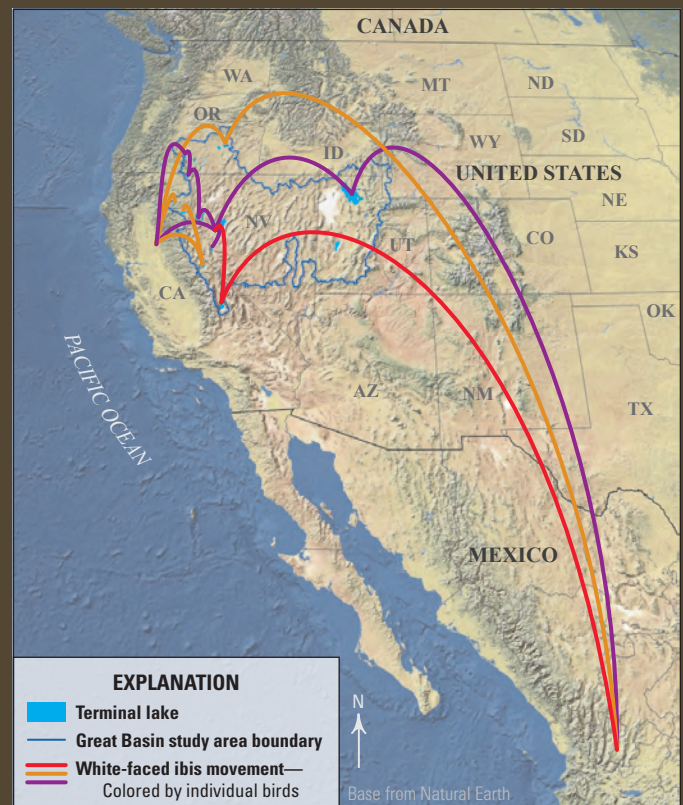 CANADA
WA
MT
ND
OR
ID
SD
WY
UNITED STATES
NE
NV
UT
CO
KS
CA
OK
PACIFIC OCEAN
AZ
NM
TX
MEXICO
EXPLANATION
Terminal lake
Great Basin study area boundary
White-faced ibis movement—
Colored by individual birds
N
Base from Natural Earth